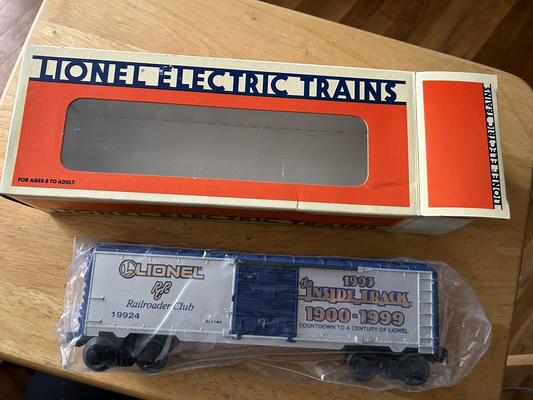 LIONEL ELECTRIC TRAINS
LIONEL ELECTRIC TRAINS
FOR AGES 8 TO ADULT
LIONEL
Railroader Club
19924
1993
the
INSIDE TRACK
1900-1999
COUNTDOWN TO A CENTURY OF LIONEL